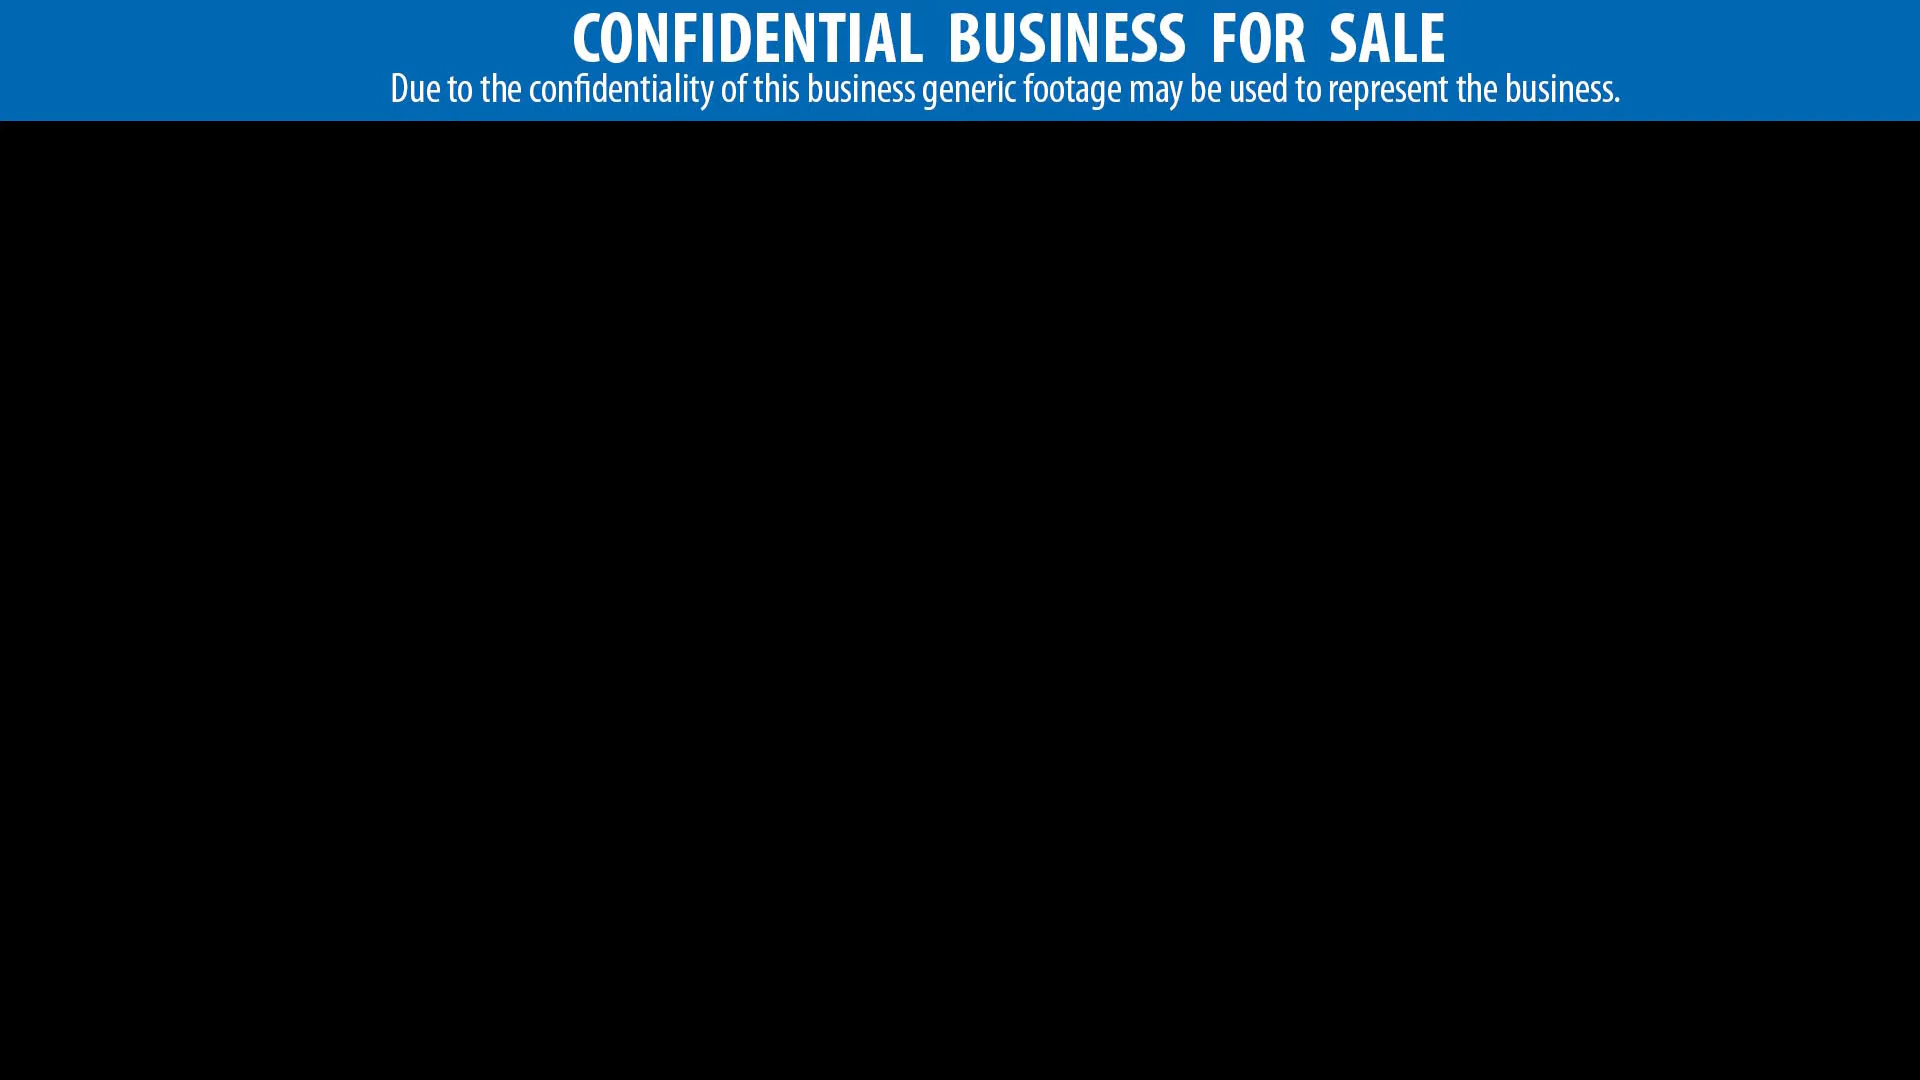 CONFIDENTIAL BUSINESS FOR SALE
Due to the confidentiality of this business generic footage may be used to represent the business.